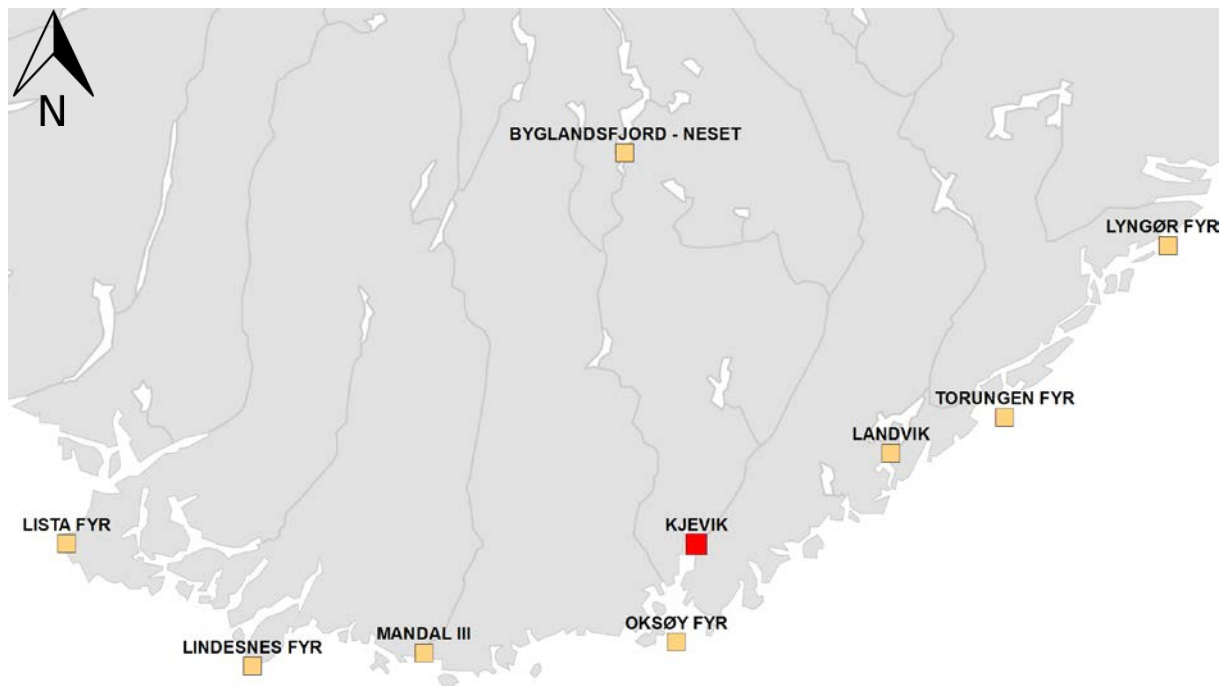 N
BYGLANDSFJORD - NESET
LYNGØR FYR
TORUNGEN FYR
LANDVIK
LISTA FYR
KJEVIK
OKSØY FYR
MANDAL III
LINDESNES FYR